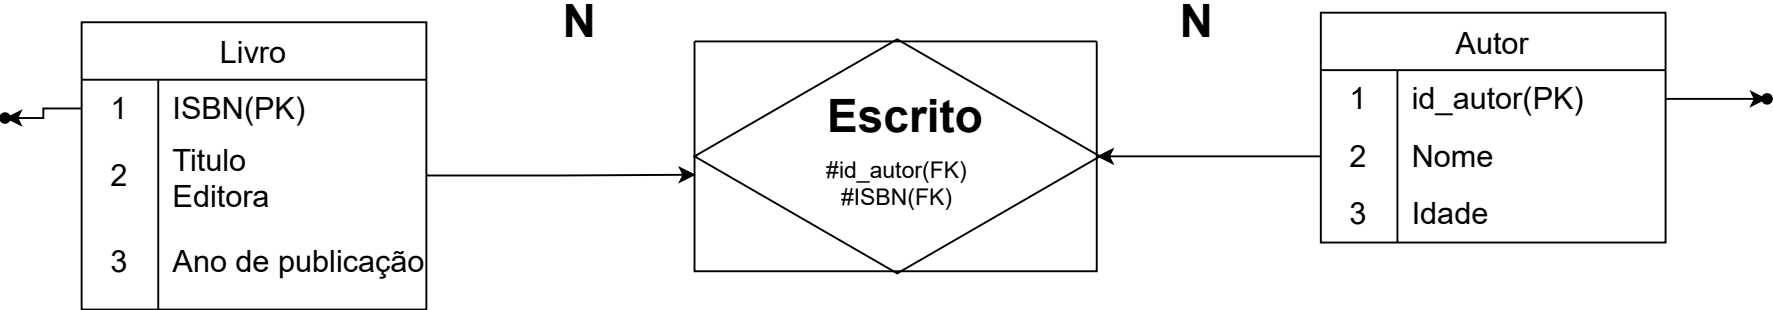 N
N
Livro
1 ISBN(PK)
2 Titulo
Editora
3 Ano de publicação
Escrito
#id_autor(FK)
#ISBN(FK)
Autor
1 id_autor(PK)
2 Nome
3 Idade